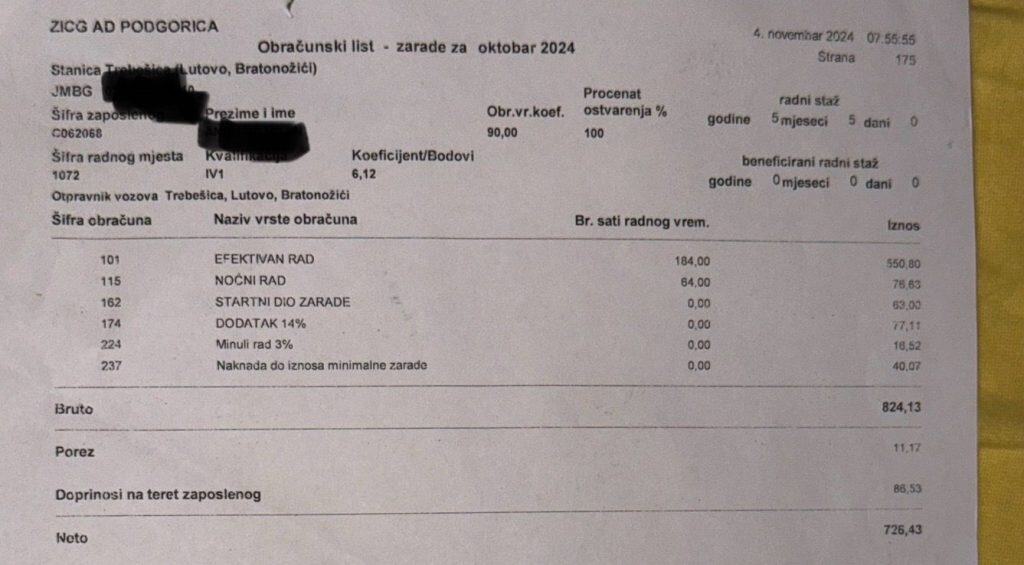 ZICG AD PODGORICA
4. novembar 2024 07:55:55
Obračunski list - zarade za oktobar 2024
Strana 175
Stanica Trebešica (Lutovo, Bratonožići)
JMBG
Šifra zaposlenog Prezime i ime Obr.vr.koef. Procenat ostvarenja % radni staž
C062068 90,00 100 godine 5 mjeseci 5 dani 0
Šifra radnog mjesta Kvalifikacija Koeficijent/Bodovi beneficirani radni staž
1072 IV1 6,12 godine 0 mjeseci 0 dani 0
Otpravnik vozova Trebešica, Lutovo, Bratonožići
Šifra obračuna Naziv vrste obračuna Br. sati radnog vrem. Iznos
101 EFEKTIVAN RAD 184,00 550,80
115 NOĆNI RAD 64,00 76,63
162 STARTNI DIO ZARADE 0,00 63,00
174 DODATAK 14% 0,00 77,11
224 Minuli rad 3% 0,00 16,52
237 Naknada do iznosa minimalne zarade 0,00 40,07
Bruto 824,13
Porez 11,17
Doprinosi na teret zaposlenog 86,53
Neto 726,43